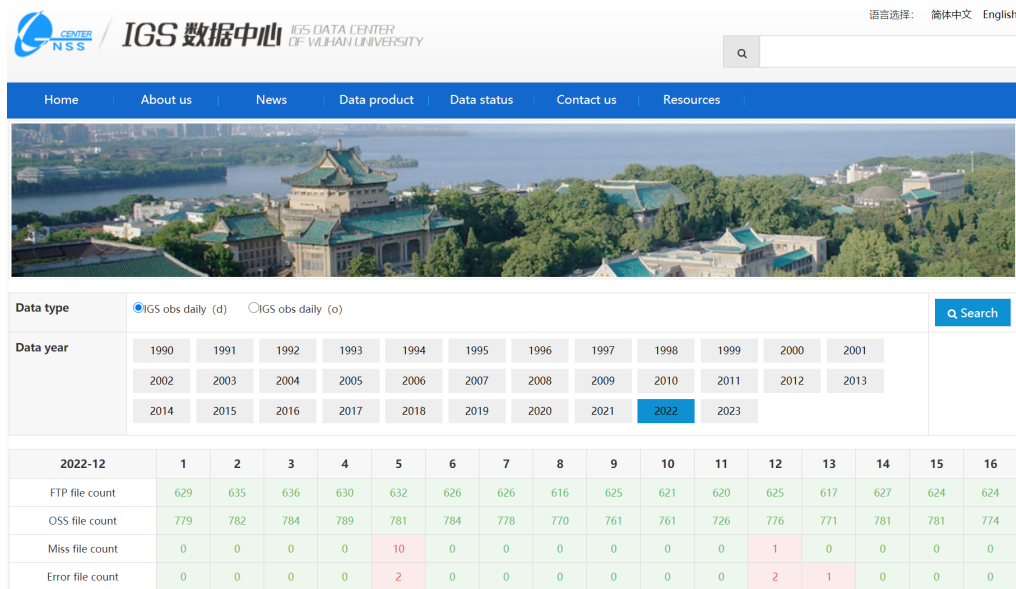 语言选择： 简体中文 English
CENTER
NSS
IGS 数据中心
IGS DATA CENTER
OF WUHAN UNIVERSITY
Home About us News Data product Data status Contact us Resources
Data type IGS obs daily (d) IGS obs daily (o) Search
Data year 1990 1991 1992 1993 1994 1995 1996 1997 1998 1999 2000 2001
2002 2003 2004 2005 2006 2007 2008 2009 2010 2011 2012 2013
2014 2015 2016 2017 2018 2019 2020 2021 2022 2023
2022-12 1 2 3 4 5 6 7 8 9 10 11 12 13 14 15 16
FTP file count 629 635 636 630 632 626 626 616 625 621 620 625 617 627 624 624
OSS file count 779 782 784 789 781 784 778 770 761 761 726 776 771 781 781 774
Miss file count 0 0 0 0 10 0 0 0 0 0 0 1 0 0 0 0
Error file count 0 0 0 0 2 0 0 0 0 0 0 2 1 0 0 0